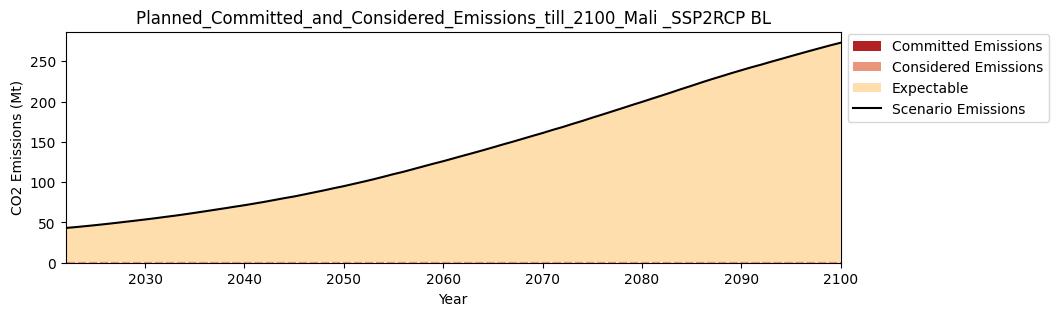 Planned_Committed_and_Considered_Emissions_till_2100_Mali _SSP2RCP BL
Committed Emissions
Considered Emissions
Expectable
Scenario Emissions
CO2 Emissions (Mt)
250
200
150
100
50
0
2030 2040 2050 2060 2070 2080 2090 2100
Year